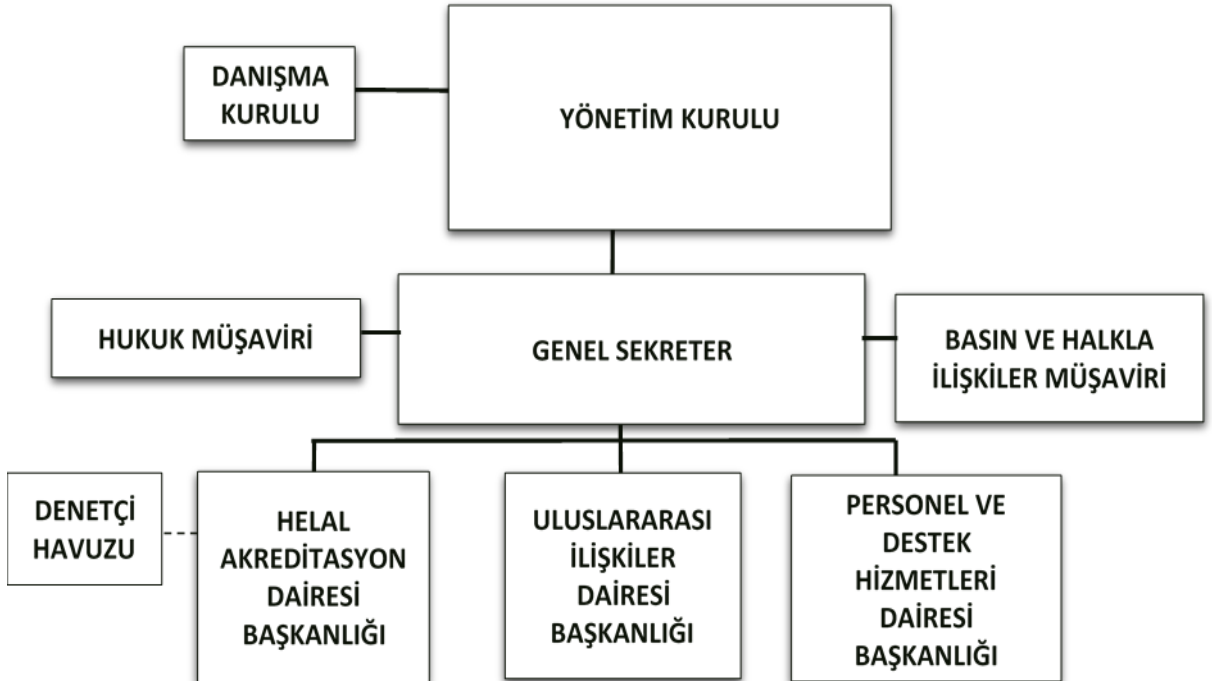 DANIŞMA
KURULU
YÖNETİM KURULU
HUKUK MÜŞAVİRİ
GENEL SEKRETER
BASIN VE HALKLA
İLİŞKİLER MÜŞAVİRİ
DENETÇİ
HAVUZU
HELAL
AKREDİTASYON
DAİRESİ
BAŞKANLIĞI
ULUSLARARASI
İLİŞKİLER
DAİRESİ
BAŞKANLIĞI
PERSONEL VE
DESTEK
HİZMETLERİ
DAİRESİ
BAŞKANLIĞI